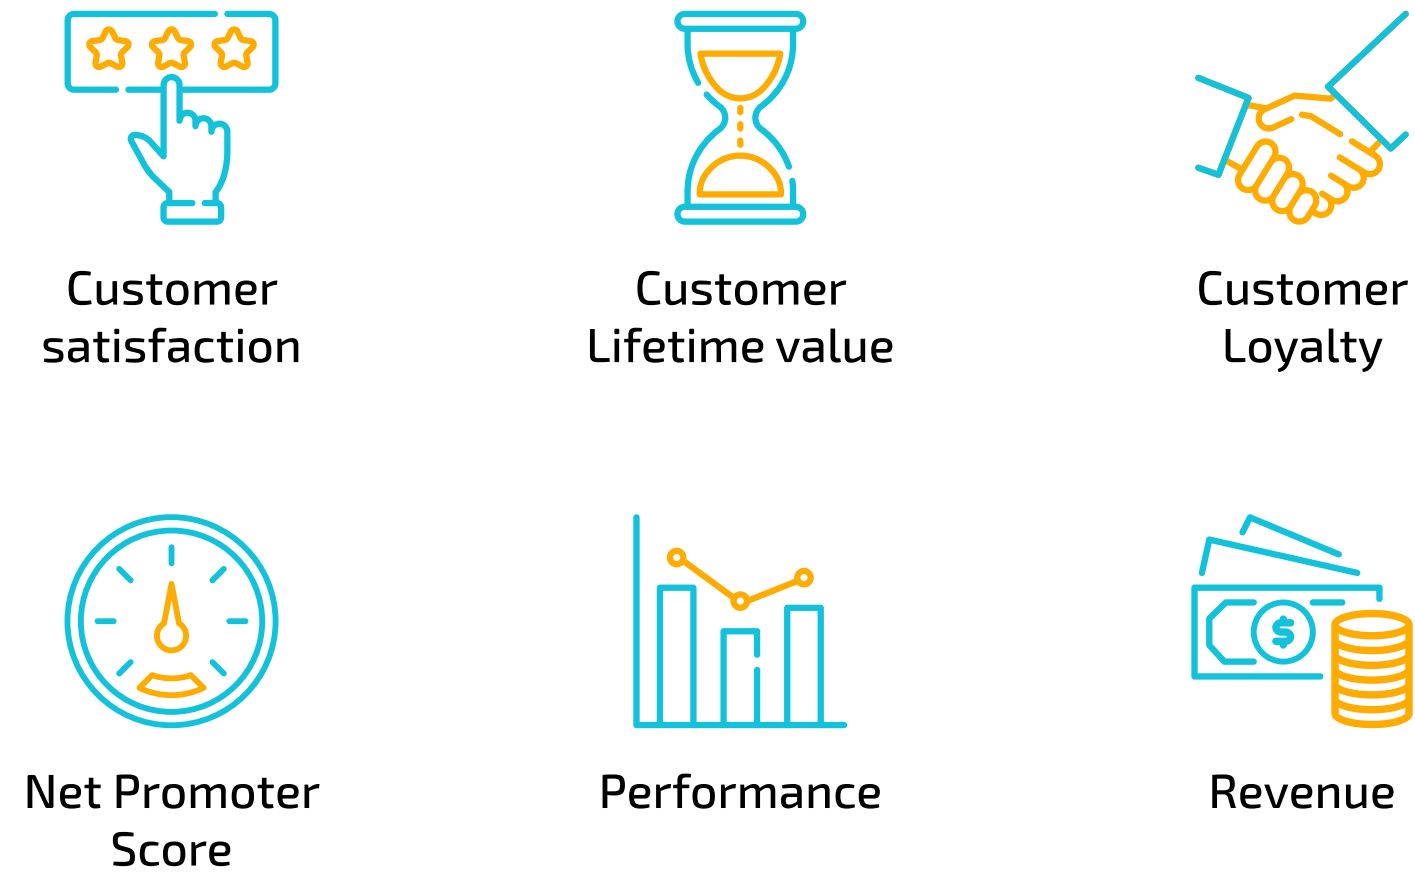 Customer
satisfaction
Customer
Lifetime value
Customer
Loyalty
$
Net Promoter
Score
Performance
Revenue